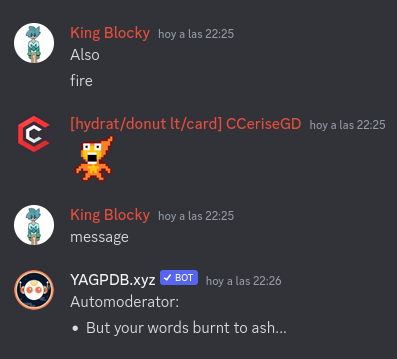 King Blocky hoy a las 22:25
Also
fire
[hydrat/donut lt/card] CCeriseGD hoy a las 22:25
King Blocky hoy a las 22:25
message
YAGPDB.xyz BOT hoy a las 22:26
Automoderator:
• But your words burnt to ash...